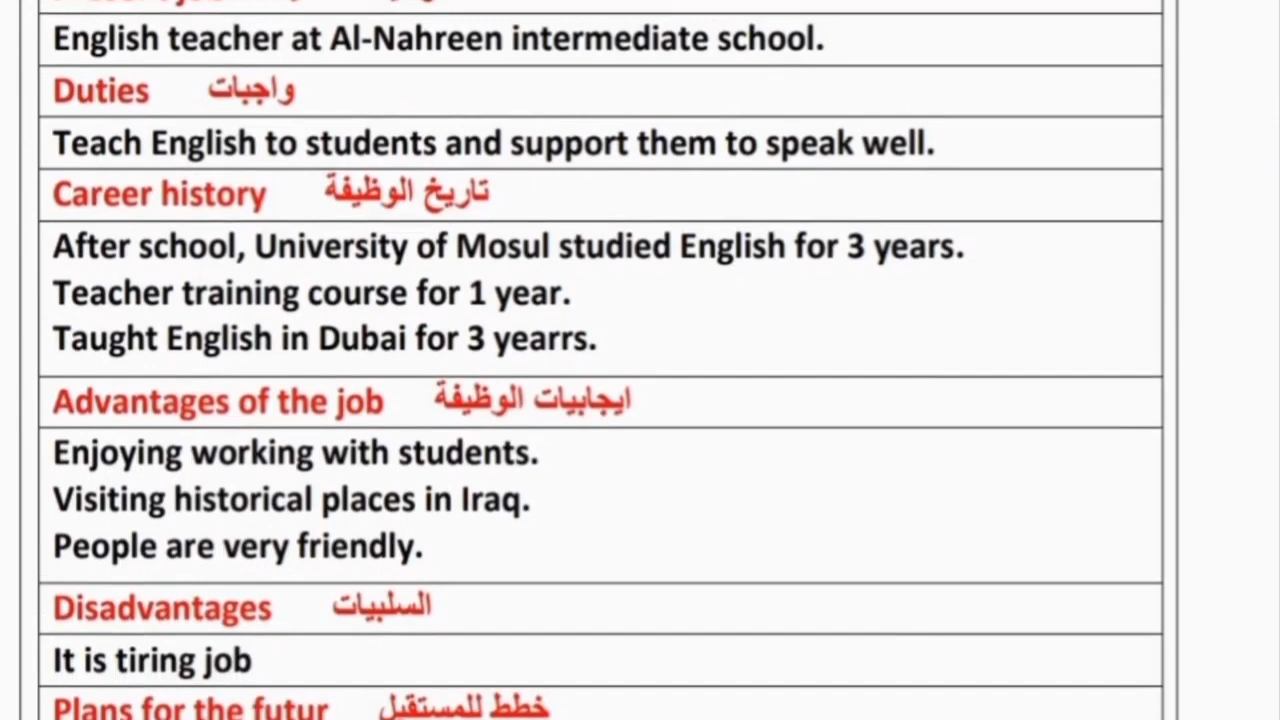 English teacher at Al-Nahreen intermediate school.
Duties واجبات
Teach English to students and support them to speak well.
Career history تاريخ الوظيفة
After school, University of Mosul studied English for 3 years.
Teacher training course for 1 year.
Taught English in Dubai for 3 yearrs.
Advantages of the job ايجابيات الوظيفة
Enjoying working with students.
Visiting historical places in Iraq.
People are very friendly.
Disadvantages السلبيات
It is tiring job
Plans for the futur خطط للمستقبل